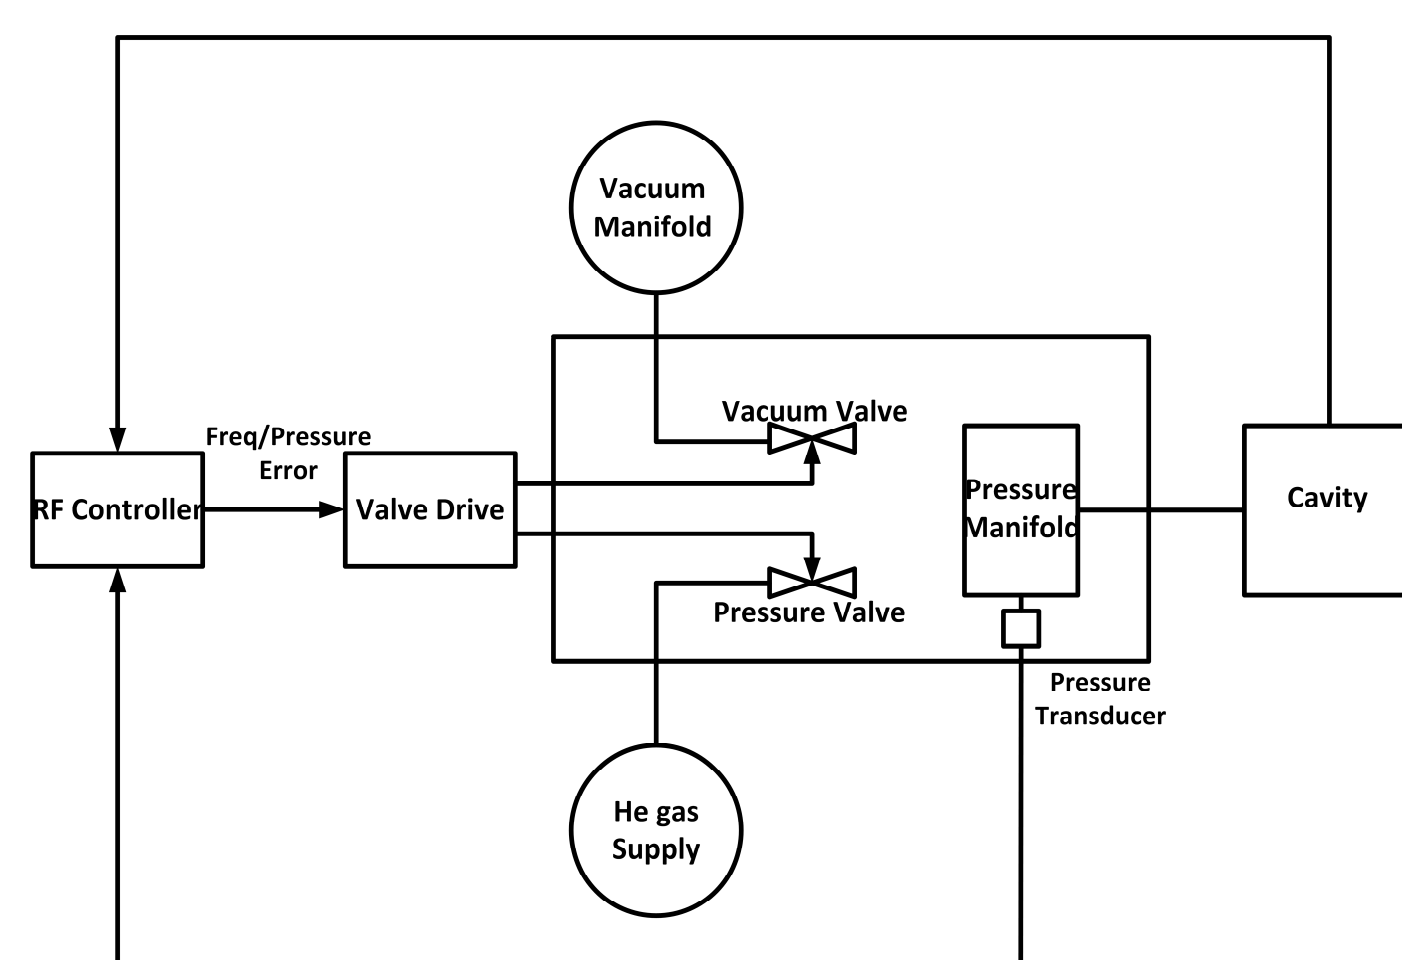 Vacuum
Manifold
Vacuum Valve
Freq/Pressure
Error
RF Controller
Valve Drive
Pressure
Manifold
Cavity
Pressure Valve
Pressure
Transducer
He gas
Supply